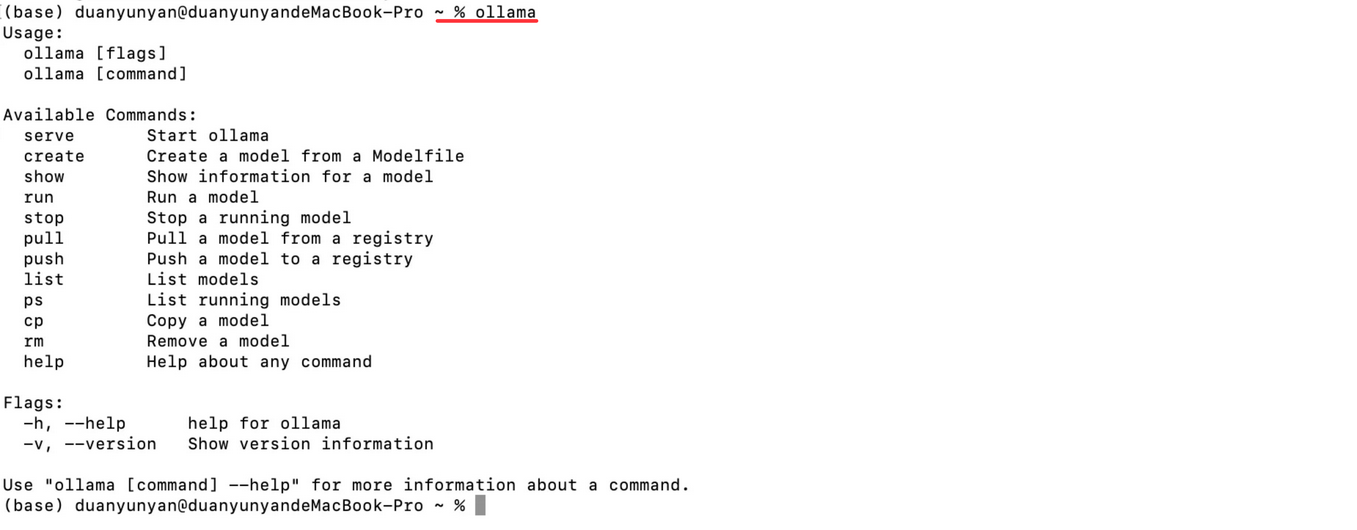 (base) duanyunyan@duanyunyandeMacBook-Pro ~ % ollama
Usage:
  ollama [flags]
  ollama [command]

Available Commands:
  serve       Start ollama
  create      Create a model from a Modelfile
  show        Show information for a model
  run         Run a model
  stop        Stop a running model
  pull        Pull a model from a registry
  push        Push a model to a registry
  list        List models
  ps          List running models
  cp          Copy a model
  rm          Remove a model
  help        Help about any command

Flags:
  -h, --help      help for ollama
  -v, --version   Show version information

Use "ollama [command] --help" for more information about a command.
(base) duanyunyan@duanyunyandeMacBook-Pro ~ %